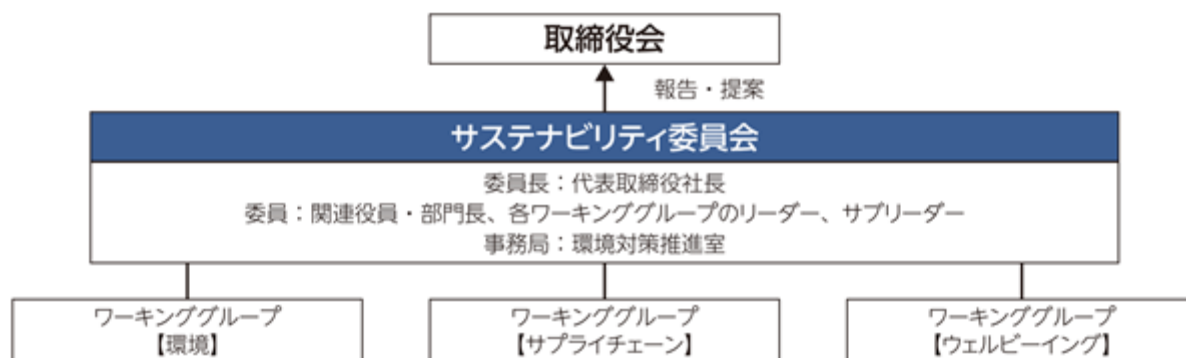 取締役会
報告・提案
サステナビリティ委員会
委員長：代表取締役社長
委員：関連役員・部門長、各ワーキンググループのリーダー、サブリーダー
事務局：環境対策推進室
ワーキンググループ
【環境】
ワーキンググループ
【サプライチェーン】
ワーキンググループ
【ウェルビーイング】